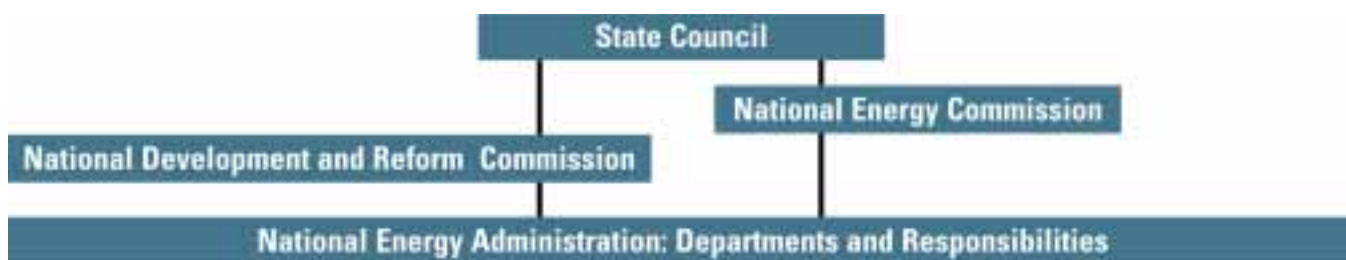 State Council
National Energy Commission
National Development and Reform Commission
National Energy Administration: Departments and Responsibilities